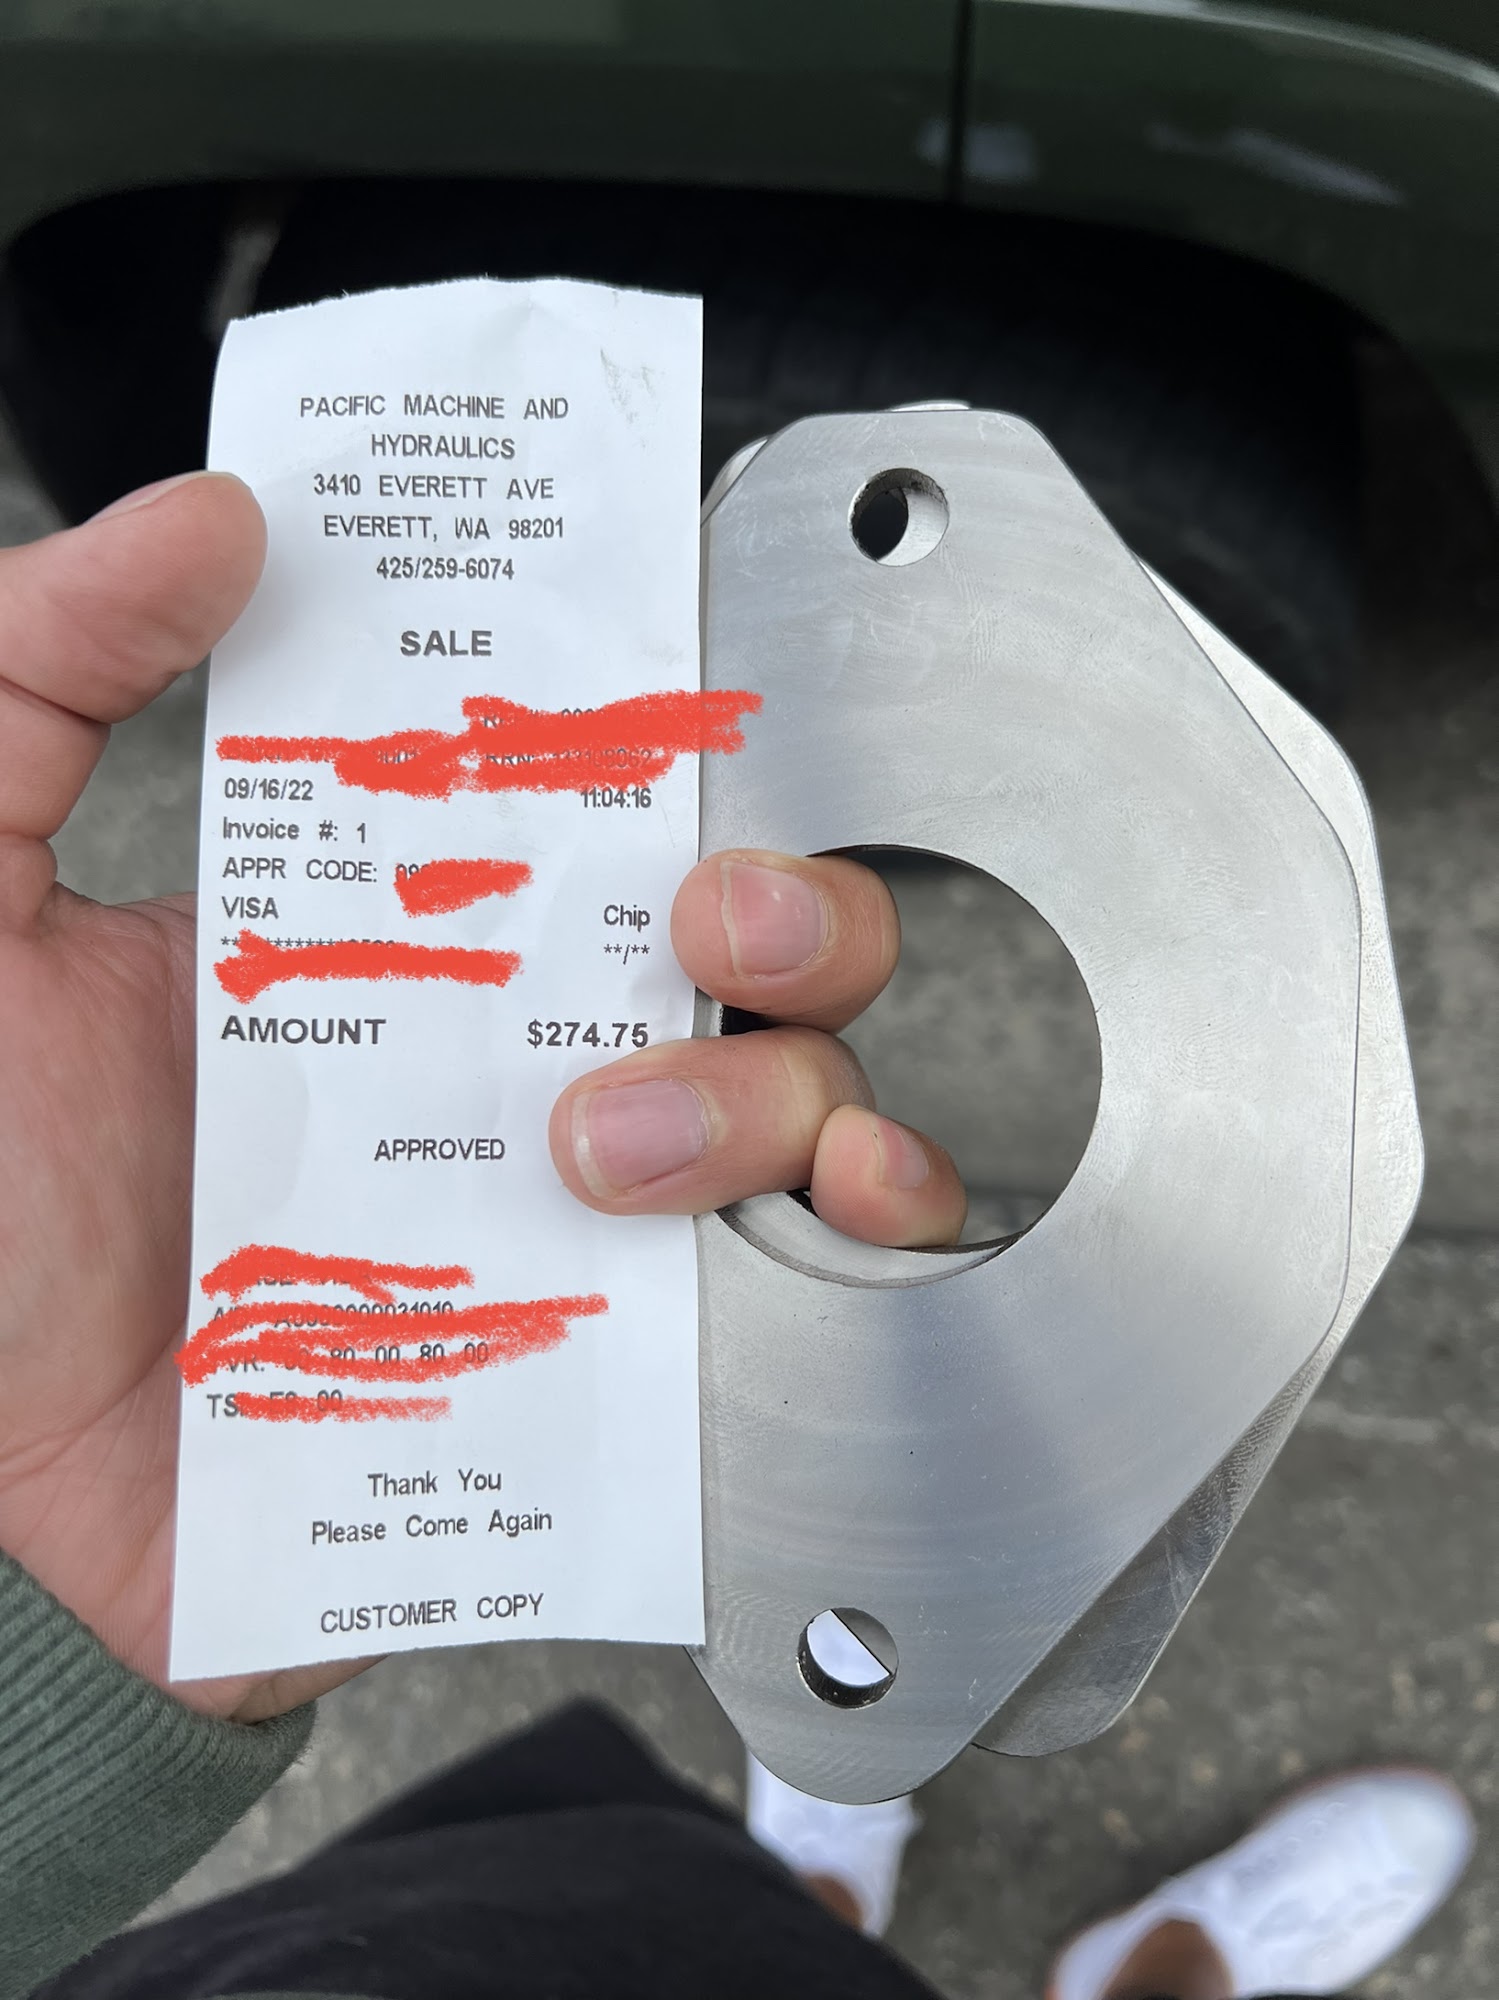 PACIFIC MACHINE AND
HYDRAULICS
3410 EVERETT AVE
EVERETT, WA 98201
425/259-6074
SALE
09/16/22 11:04:16
Invoice #: 1
APPR CODE:
VISA Chip
**/**
AMOUNT $274.75
APPROVED
Thank You
Please Come Again
CUSTOMER COPY